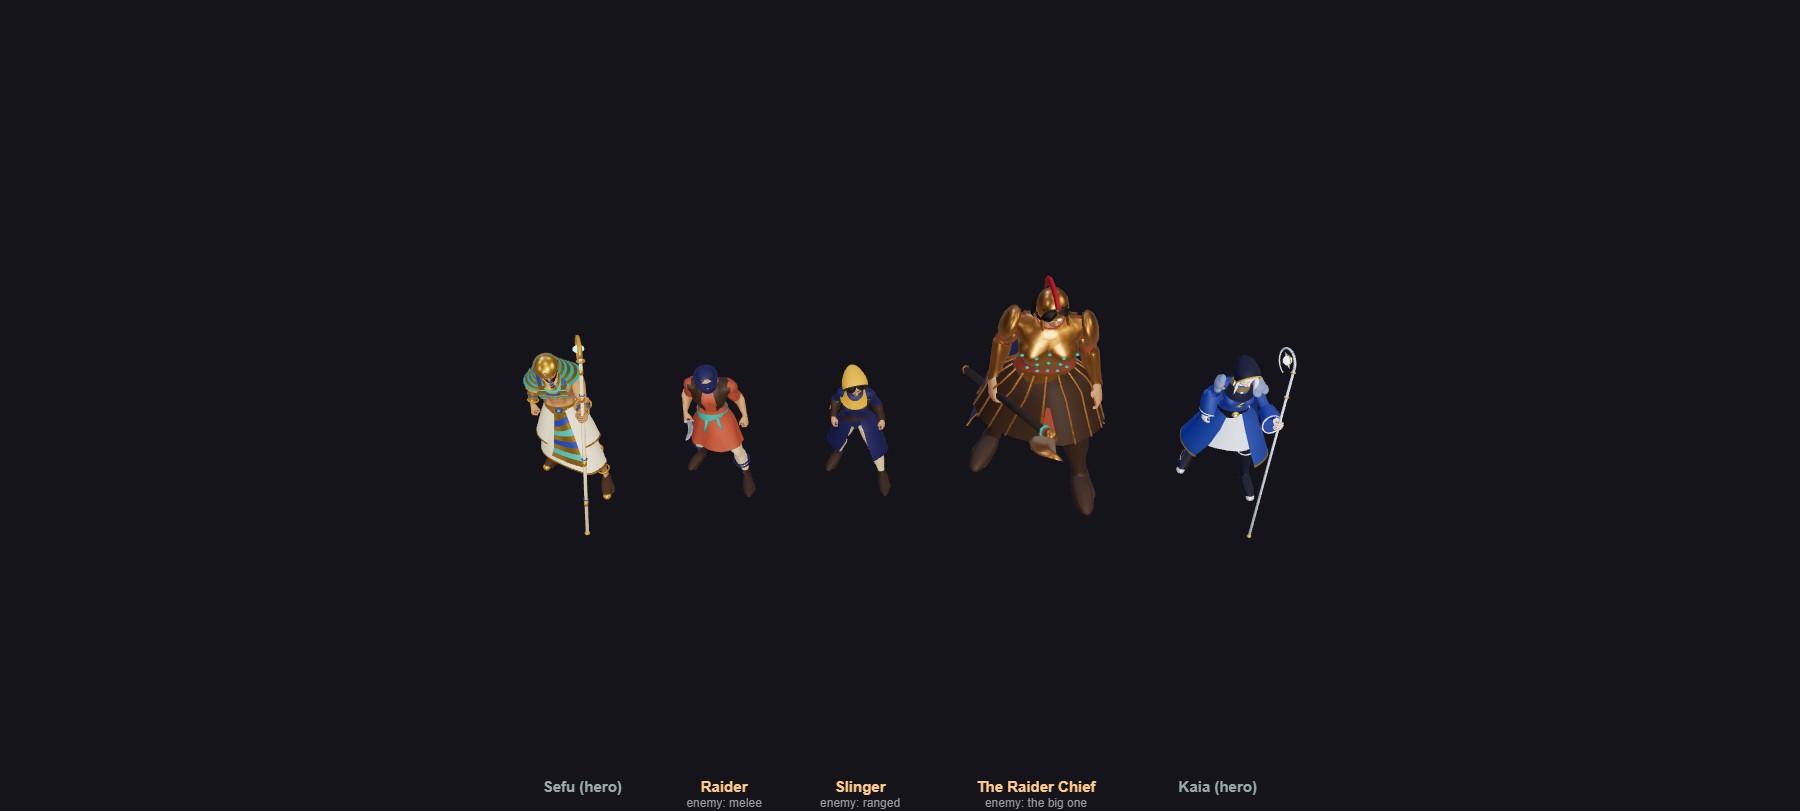 Sefu (hero)
Raider
enemy: melee
Slinger
enemy: ranged
The Raider Chief
enemy: the big one
Kaia (hero)